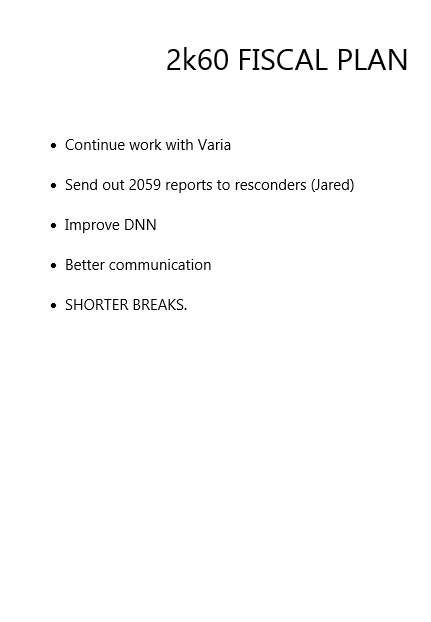 2k60 FISCAL PLAN
• Continue work with Varia
• Send out 2059 reports to resconders (Jared)
• Improve DNN
• Better communication
• SHORTER BREAKS.